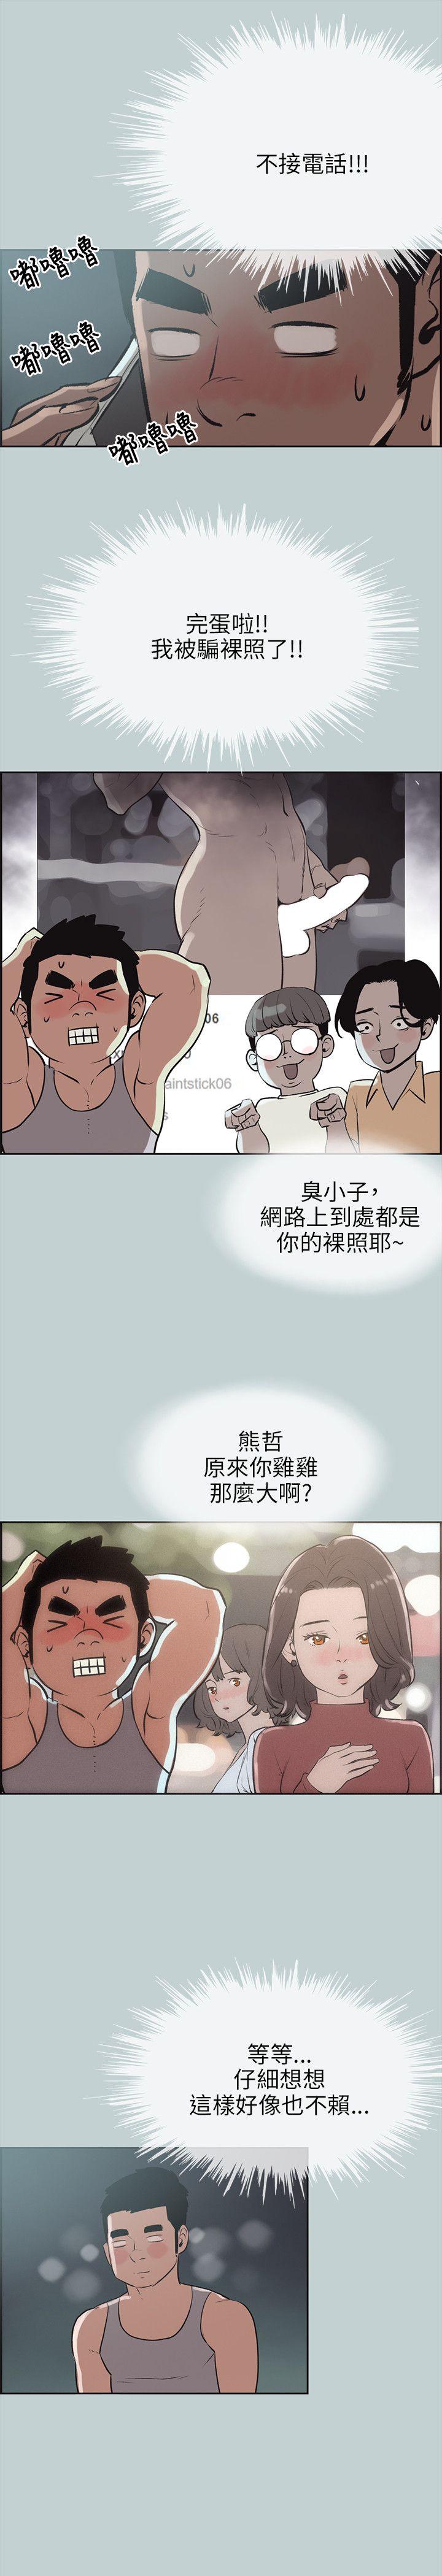 不接電話!!!
嘟嚕嚕
嘟嚕嚕
嘟嚕嚕
完蛋啦!!
我被騙裸照了!!
06
aintstick06
臭小子,
網路上到處都是
你的裸照耶~
熊哲
原來你雞雞
那麼大啊?
等等...
仔細想想
這樣好像也不賴...